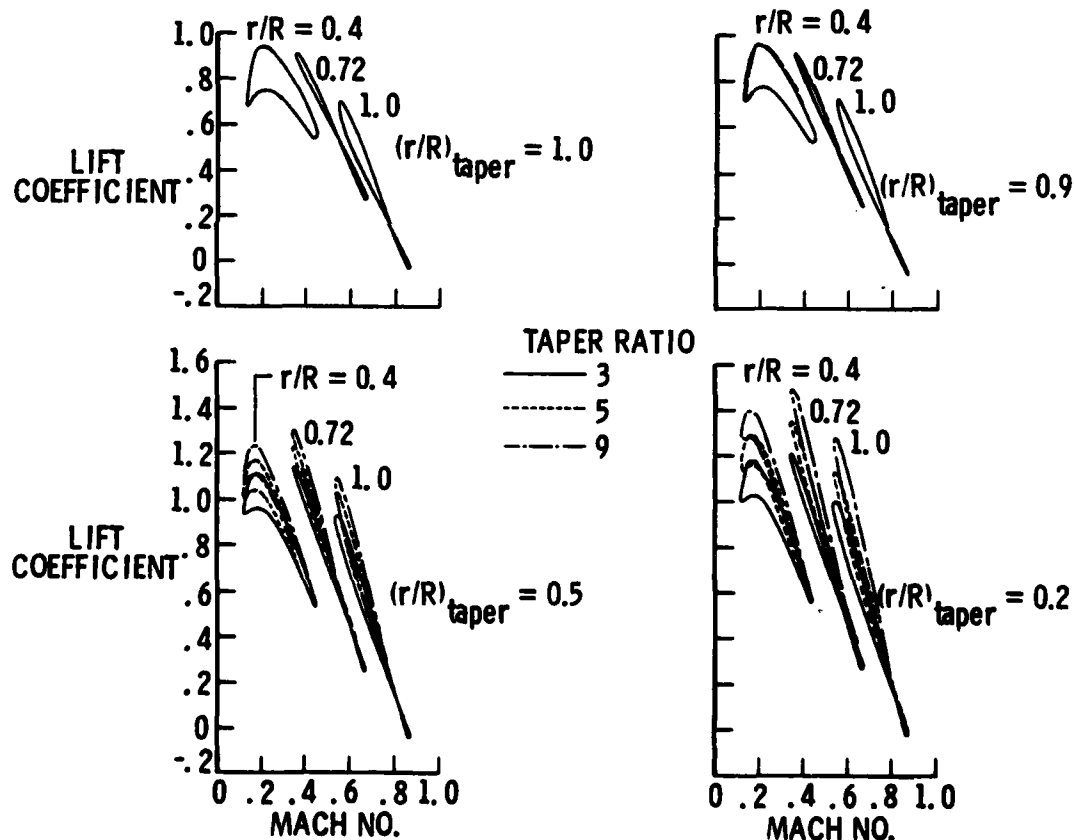 r/R = 0.4
0.72
1.0
(r/R)taper = 1.0
1.0
.8
.6
.4
.2
0
-.2
LIFT
COEFFICIENT
r/R = 0.4
0.72
1.0
(r/R)taper = 0.9
TAPER RATIO
3
5
9
r/R = 0.4
0.72
1.0
(r/R)taper = 0.5
1.6
1.4
1.2
1.0
.8
.6
.4
.2
0
-.2
LIFT
COEFFICIENT
0 .2 .4 .6 .8 1.0
MACH NO.
r/R = 0.4
0.72
1.0
(r/R)taper = 0.2
0 .2 .4 .6 .8 1.0
MACH NO.